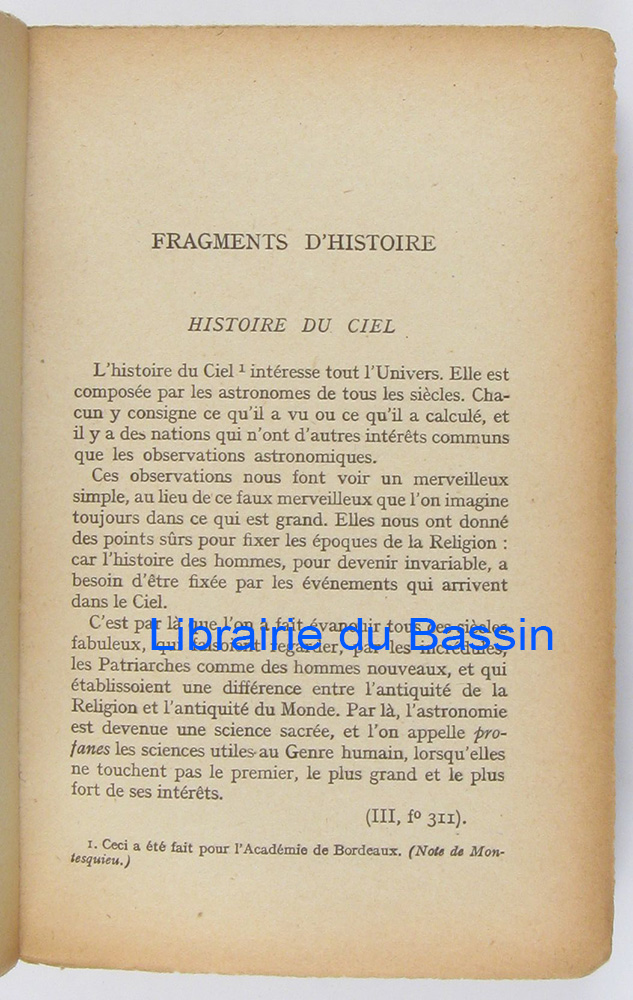 FRAGMENTS D'HISTOIRE
HISTOIRE DU CIEL
L'histoire du Ciel ¹ intéresse tout l'Univers. Elle est
composée par les astronomes de tous les siècles. Cha-
cun y consigne ce qu'il a vu ou ce qu'il a calculé, et
il y a des nations qui n'ont d'autres intérêts communs
que les observations astronomiques.
Ces observations nous font voir un merveilleux
simple, au lieu de ce faux merveilleux que l'on imagine
toujours dans ce qui est grand. Elles nous ont donné
des points sûrs pour fixer les époques de la Religion :
car l'histoire des hommes, pour devenir invariable, a
besoin d'être fixée par les événements qui arrivent
dans le Ciel.
C'est par là que l'on a fait évanouir tous ces siècles
Librairie du Bassin
fabuleux, qui faisoient regarder, par les incrédules,
les Patriarches comme des hommes nouveaux, et qui
établissoient une différence entre l'antiquité de la
Religion et l'antiquité du Monde. Par là, l'astronomie
est devenue une science sacrée, et l'on appelle pro-
fanes les sciences utiles au Genre humain, lorsqu'elles
ne touchent pas le premier, le plus grand et le plus
fort de ses intérêts.
(III, fº 311).
1. Ceci a été fait pour l'Académie de Bordeaux. (Note de Mon-
tesquieu.)